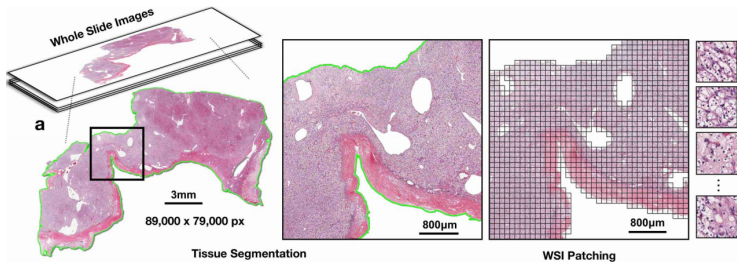 Whole Slide Images
a
3mm
89,000 x 79,000 px
800µm
800µm
⋮
Tissue Segmentation
WSI Patching